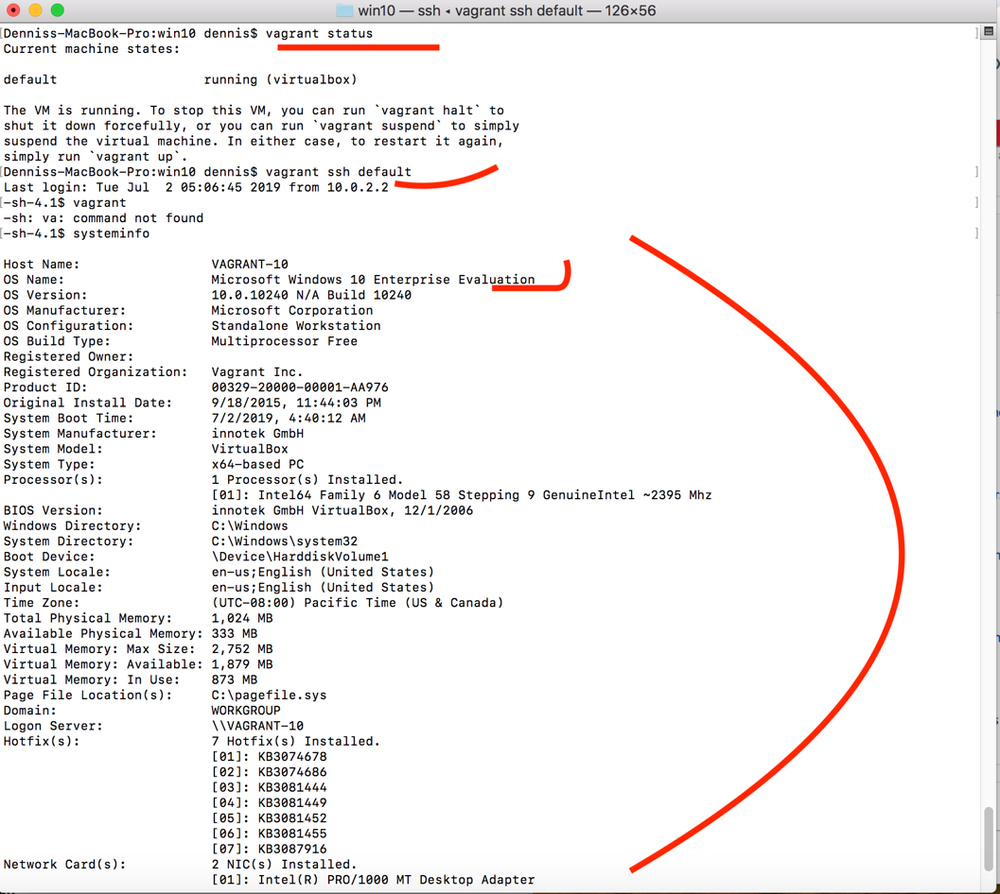 win10 — ssh ◂ vagrant ssh default — 126×56
[Denniss-MacBook-Pro:win10 dennis$ vagrant status ]
Current machine states:
default running (virtualbox)
The VM is running. To stop this VM, you can run `vagrant halt` to
shut it down forcefully, or you can run `vagrant suspend` to simply
suspend the virtual machine. In either case, to restart it again,
simply run `vagrant up`.
[Denniss-MacBook-Pro:win10 dennis$ vagrant ssh default ]
Last login: Tue Jul  2 05:06:45 2019 from 10.0.2.2
[-sh-4.1$ vagrant ]
-sh: va: command not found
[-sh-4.1$ systeminfo ]
Host Name: VAGRANT-10
OS Name: Microsoft Windows 10 Enterprise Evaluation
OS Version: 10.0.10240 N/A Build 10240
OS Manufacturer: Microsoft Corporation
OS Configuration: Standalone Workstation
OS Build Type: Multiprocessor Free
Registered Owner:
Registered Organization: Vagrant Inc.
Product ID: 00329-20000-00001-AA976
Original Install Date: 9/18/2015, 11:44:03 PM
System Boot Time: 7/2/2019, 4:40:12 AM
System Manufacturer: innotek GmbH
System Model: VirtualBox
System Type: x64-based PC
Processor(s): 1 Processor(s) Installed.
[01]: Intel64 Family 6 Model 58 Stepping 9 GenuineIntel ~2395 Mhz
BIOS Version: innotek GmbH VirtualBox, 12/1/2006
Windows Directory: C:\Windows
System Directory: C:\Windows\system32
Boot Device: \Device\HarddiskVolume1
System Locale: en-us;English (United States)
Input Locale: en-us;English (United States)
Time Zone: (UTC-08:00) Pacific Time (US & Canada)
Total Physical Memory: 1,024 MB
Available Physical Memory: 333 MB
Virtual Memory: Max Size: 2,752 MB
Virtual Memory: Available: 1,879 MB
Virtual Memory: In Use: 873 MB
Page File Location(s): C:\pagefile.sys
Domain: WORKGROUP
Logon Server: \\VAGRANT-10
Hotfix(s): 7 Hotfix(s) Installed.
[01]: KB3074678
[02]: KB3074686
[03]: KB3081444
[04]: KB3081449
[05]: KB3081452
[06]: KB3081455
[07]: KB3087916
Network Card(s): 2 NIC(s) Installed.
[01]: Intel(R) PRO/1000 MT Desktop Adapter